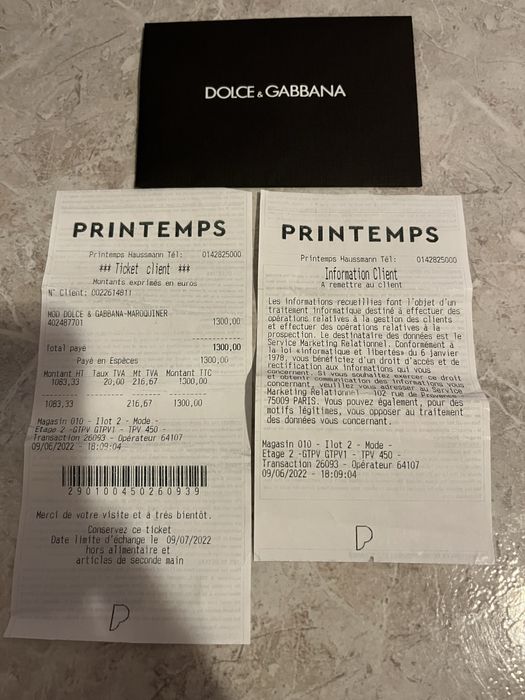 DOLCE & GABBANA
PRINTEMPS
Printemps Haussmann Tél: 0142825000
*** Ticket client ***
Montants exprimés en euros
N° Client: 0022614811
MOD DOLCE & GABBANA-MAROQUINER
402487701 1300,00
Total payé 1300,00
Payé en Espèces 1300,00
Montant HT Taux TVA Mt TVA Montant TTC
1083,33 20,00 216,67 1300,00
1083,33 216,67 1300,00
Magasin 010 - Ilot 2 - Mode -
Etage 2 -GTPV GTPV1 - TPV 450 -
Transaction 26093 - Opérateur 64107
09/06/2022 - 18:09:04
290100450260939
Merci de votre visite et à très bientôt.
Conservez ce ticket
Date limite d'échange le 09/07/2022
hors alimentaire et
articles de seconde main
PRINTEMPS
Printemps Haussmann Tél: 0142825000
Information Client
A remettre au client
Les informations recueillies font l'objet d'un
traitement informatique destiné à effectuer des
opérations relatives à la gestion des clients
et effectuer des opérations relatives à la
prospection. Le destinataire des données est le
Service Marketing Relationnel. Conformément à
la loi «informatique et libertés» du 6 janvier
1978, vous bénéficiez d'un droit d'accès et de
rectification aux informations qui vous
concernent. Si vous souhaitez exercer ce droit
et obtenir communication des informations vous
concernant, veuillez vous adresser au Service
Marketing Relationnel - 102 rue de Provence
75009 PARIS. Vous pouvez également, pour des
motifs légitimes, vous opposer au traitement
des données vous concernant.
Magasin 010 - Ilot 2 - Mode -
Etage 2 -GTPV GTPV1 - TPV 450 -
Transaction 26093 - Opérateur 64107
09/06/2022 - 18:09:04